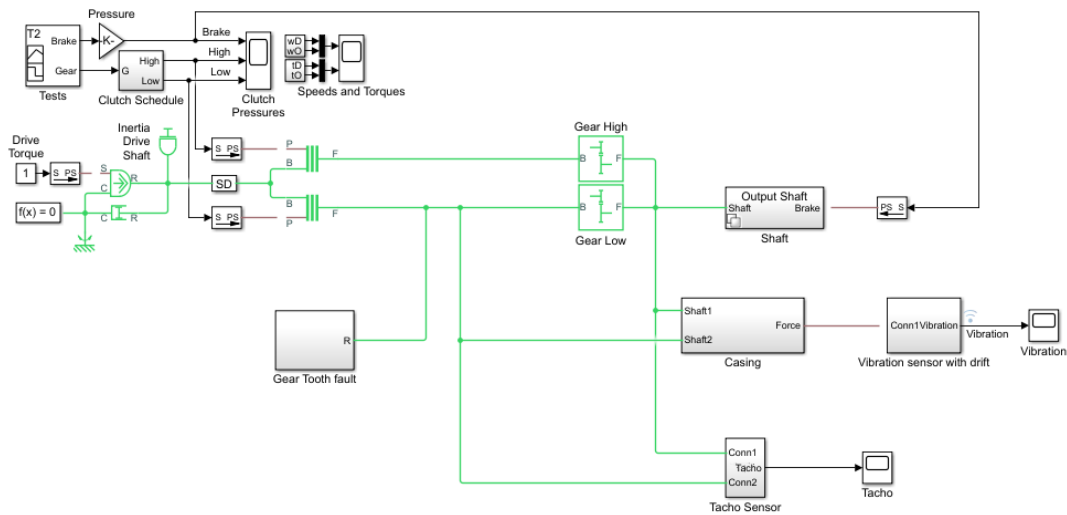 Pressure
T2
Brake
Gear
Tests
-K-
G
High
Low
Clutch Schedule
Brake
High
Low
Clutch
Pressures
wD
wO
tD
tO
Speeds and Torques
Inertia
Drive
Shaft
Drive
Torque
1
S PS
S
C
R
f(x) = 0
C
R
SD
S PS
P
B
F
S PS
B
P
F
Gear High
B
F
B
F
Gear Low
Output Shaft
Shaft
Brake
Shaft
PS S
Gear Tooth fault
R
Shaft1
Shaft2
Force
Casing
Conn1
Vibration
Vibration sensor with drift
Vibration
Vibration
Conn1
Tacho
Conn2
Tacho Sensor
Tacho